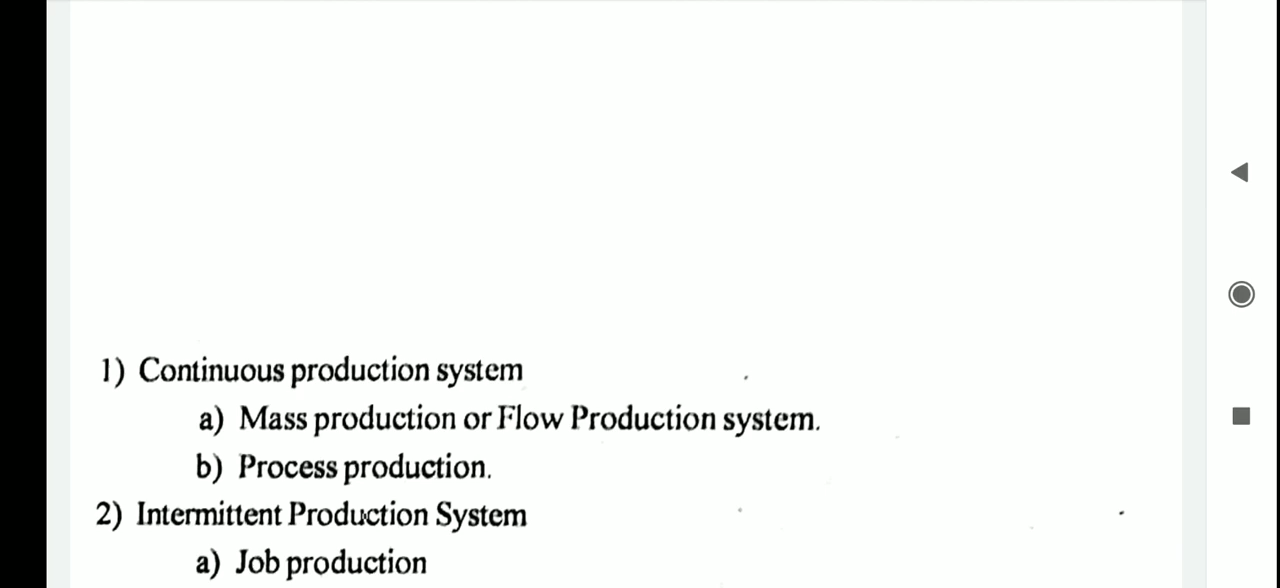 1) Continuous production system
a) Mass production or Flow Production system.
b) Process production.
2) Intermittent Production System
a) Job production